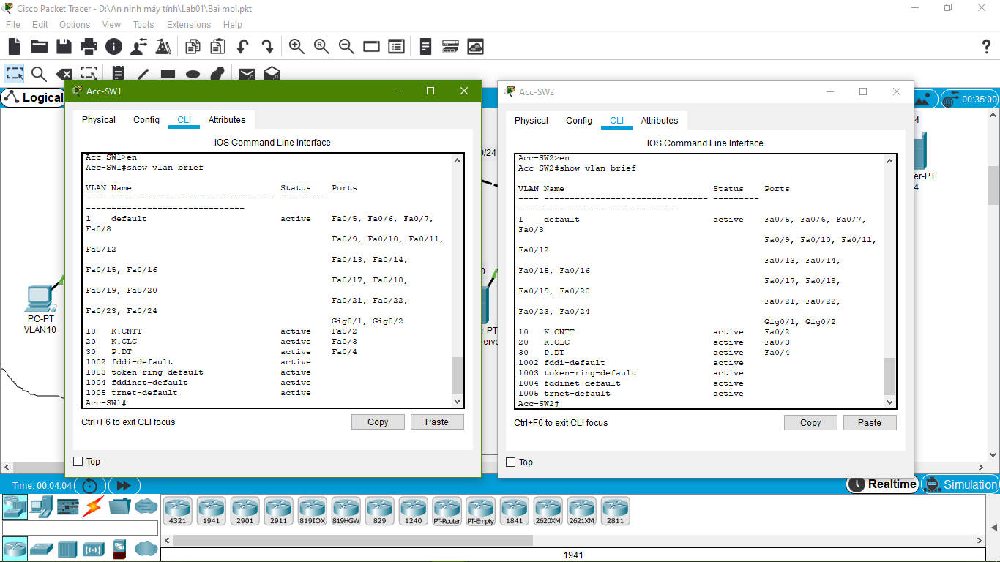 Cisco Packet Tracer - D:\An ninh máy tính\Lab01\Bai moi.pkt
File Edit Options View Tools Extensions Help
Logical
00:35:00
Acc-SW1
Physical Config CLI Attributes
IOS Command Line Interface
Acc-SW1>en
Acc-SW1#show vlan brief
VLAN Name Status Ports
---- -------------------------------- ---------
-------------------------------
1 default active Fa0/5, Fa0/6, Fa0/7,
Fa0/8
Fa0/9, Fa0/10, Fa0/11,
Fa0/12
Fa0/13, Fa0/14,
Fa0/15, Fa0/16
Fa0/17, Fa0/18,
Fa0/19, Fa0/20
Fa0/21, Fa0/22,
Fa0/23, Fa0/24
Gig0/1, Gig0/2
10 K.CNTT active Fa0/2
20 K.CLC active Fa0/3
30 P.DT active Fa0/4
1002 fddi-default active
1003 token-ring-default active
1004 fddinet-default active
1005 trnet-default active
Acc-SW1#
Ctrl+F6 to exit CLI focus
Copy Paste
Top
Acc-SW2
Physical Config CLI Attributes
IOS Command Line Interface
Acc-SW2>en
Acc-SW2#show vlan brief
VLAN Name Status Ports
---- -------------------------------- ---------
-------------------------------
1 default active Fa0/5, Fa0/6, Fa0/7,
Fa0/8
Fa0/9, Fa0/10, Fa0/11,
Fa0/12
Fa0/13, Fa0/14,
Fa0/15, Fa0/16
Fa0/17, Fa0/18,
Fa0/19, Fa0/20
Fa0/21, Fa0/22,
Fa0/23, Fa0/24
Gig0/1, Gig0/2
10 K.CNTT active Fa0/2
20 K.CLC active Fa0/3
30 P.DT active Fa0/4
1002 fddi-default active
1003 token-ring-default active
1004 fddinet-default active
1005 trnet-default active
Acc-SW2#
Ctrl+F6 to exit CLI focus
Copy Paste
Top
PC-PT
VLAN10
0/24
er-PT
4
Time: 00:04:04
Realtime Simulation
4321 1941 2901 2911 819IOX 819HGW 829 1240 PT-Router PT-Empty 1841 2620XM 2621XM 2811
1941